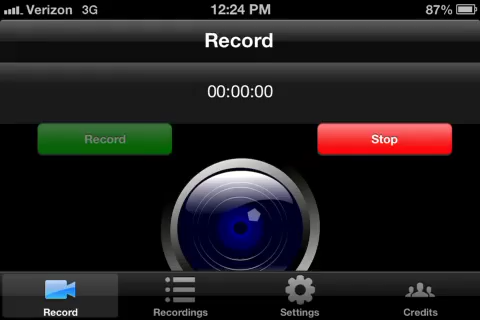 Verizon 3G 12:24 PM 87%
Record
00:00:00
Record Stop
Record Recordings Settings Credits